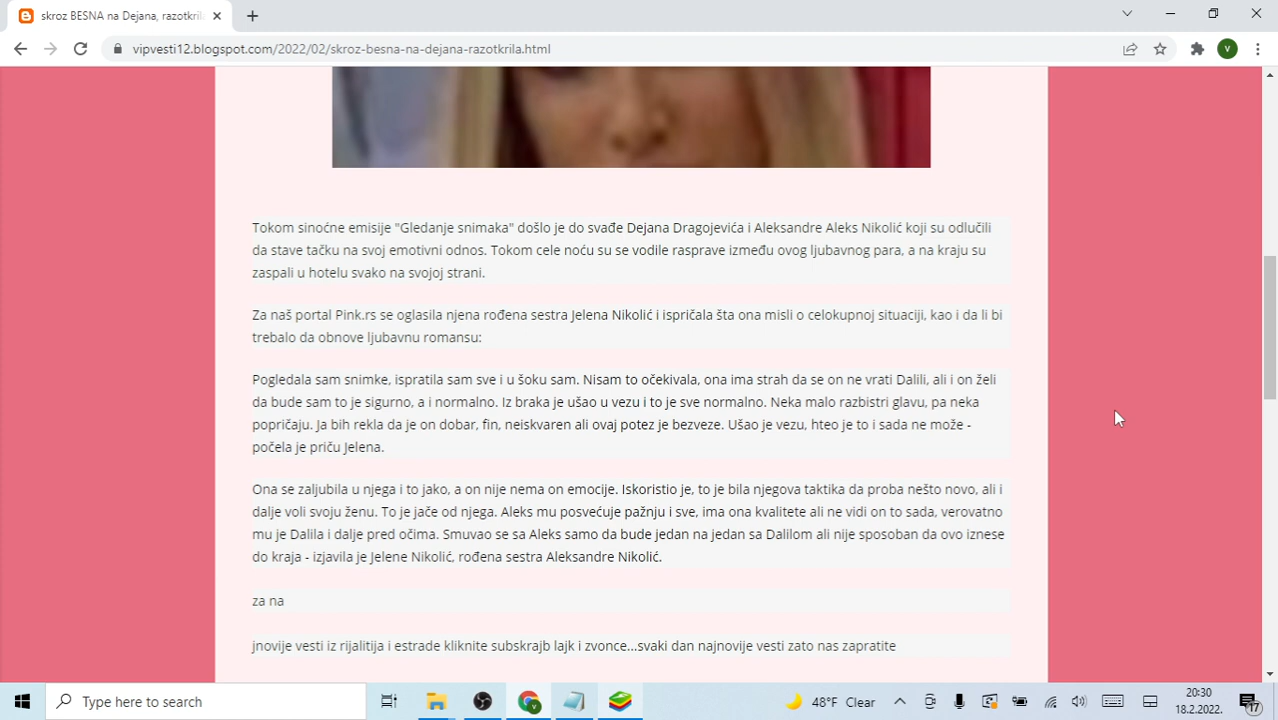 skroz BESNA na Dejana, razotkrila
vipvesti12.blogspot.com/2022/02/skroz-besna-na-dejana-razotkrila.html
V
Tokom sinoćne emisije "Gledanje snimaka" došlo je do svađe Dejana Dragojevića i Aleksandre Aleks Nikolić koji su odlučili
da stave tačku na svoj emotivni odnos. Tokom cele noću su se vodile rasprave između ovog ljubavnog para, a na kraju su
zaspali u hotelu svako na svojoj strani.
Za naš portal Pink.rs se oglasila njena rođena sestra Jelena Nikolić i ispričala šta ona misli o celokupnoj situaciji, kao i da li bi
trebalo da obnove ljubavnu romansu:
Pogledala sam snimke, ispratila sam sve i u šoku sam. Nisam to očekivala, ona ima strah da se on ne vrati Dalili, ali i on želi
da bude sam to je sigurno, a i normalno. Iz braka je ušao u vezu i to je sve normalno. Neka malo razbistri glavu, pa neka
popričaju. Ja bih rekla da je on dobar, fin, neiskvaren ali ovaj potez je bezveze. Ušao je vezu, hteo je to i sada ne može -
počela je priču Jelena.
Ona se zaljubila u njega i to jako, a on nije nema on emocije. Iskoristio je, to je bila njegova taktika da proba nešto novo, ali i
dalje voli svoju ženu. To je jače od njega. Aleks mu posvećuje pažnju i sve, ima ona kvalitete ali ne vidi on to sada, verovatno
mu je Dalila i dalje pred očima. Smuvao se sa Aleks samo da bude jedan na jedan sa Dalilom ali nije sposoban da ovo iznese
do kraja - izjavila je Jelene Nikolić, rođena sestra Aleksandre Nikolić.
za na
jnovije vesti iz rijalitija i estrade kliknite subskrajb lajk i zvonce...svaki dan najnovije vesti zato nas zapratite
Type here to search
48°F Clear
20:30
18.2.2022.
17